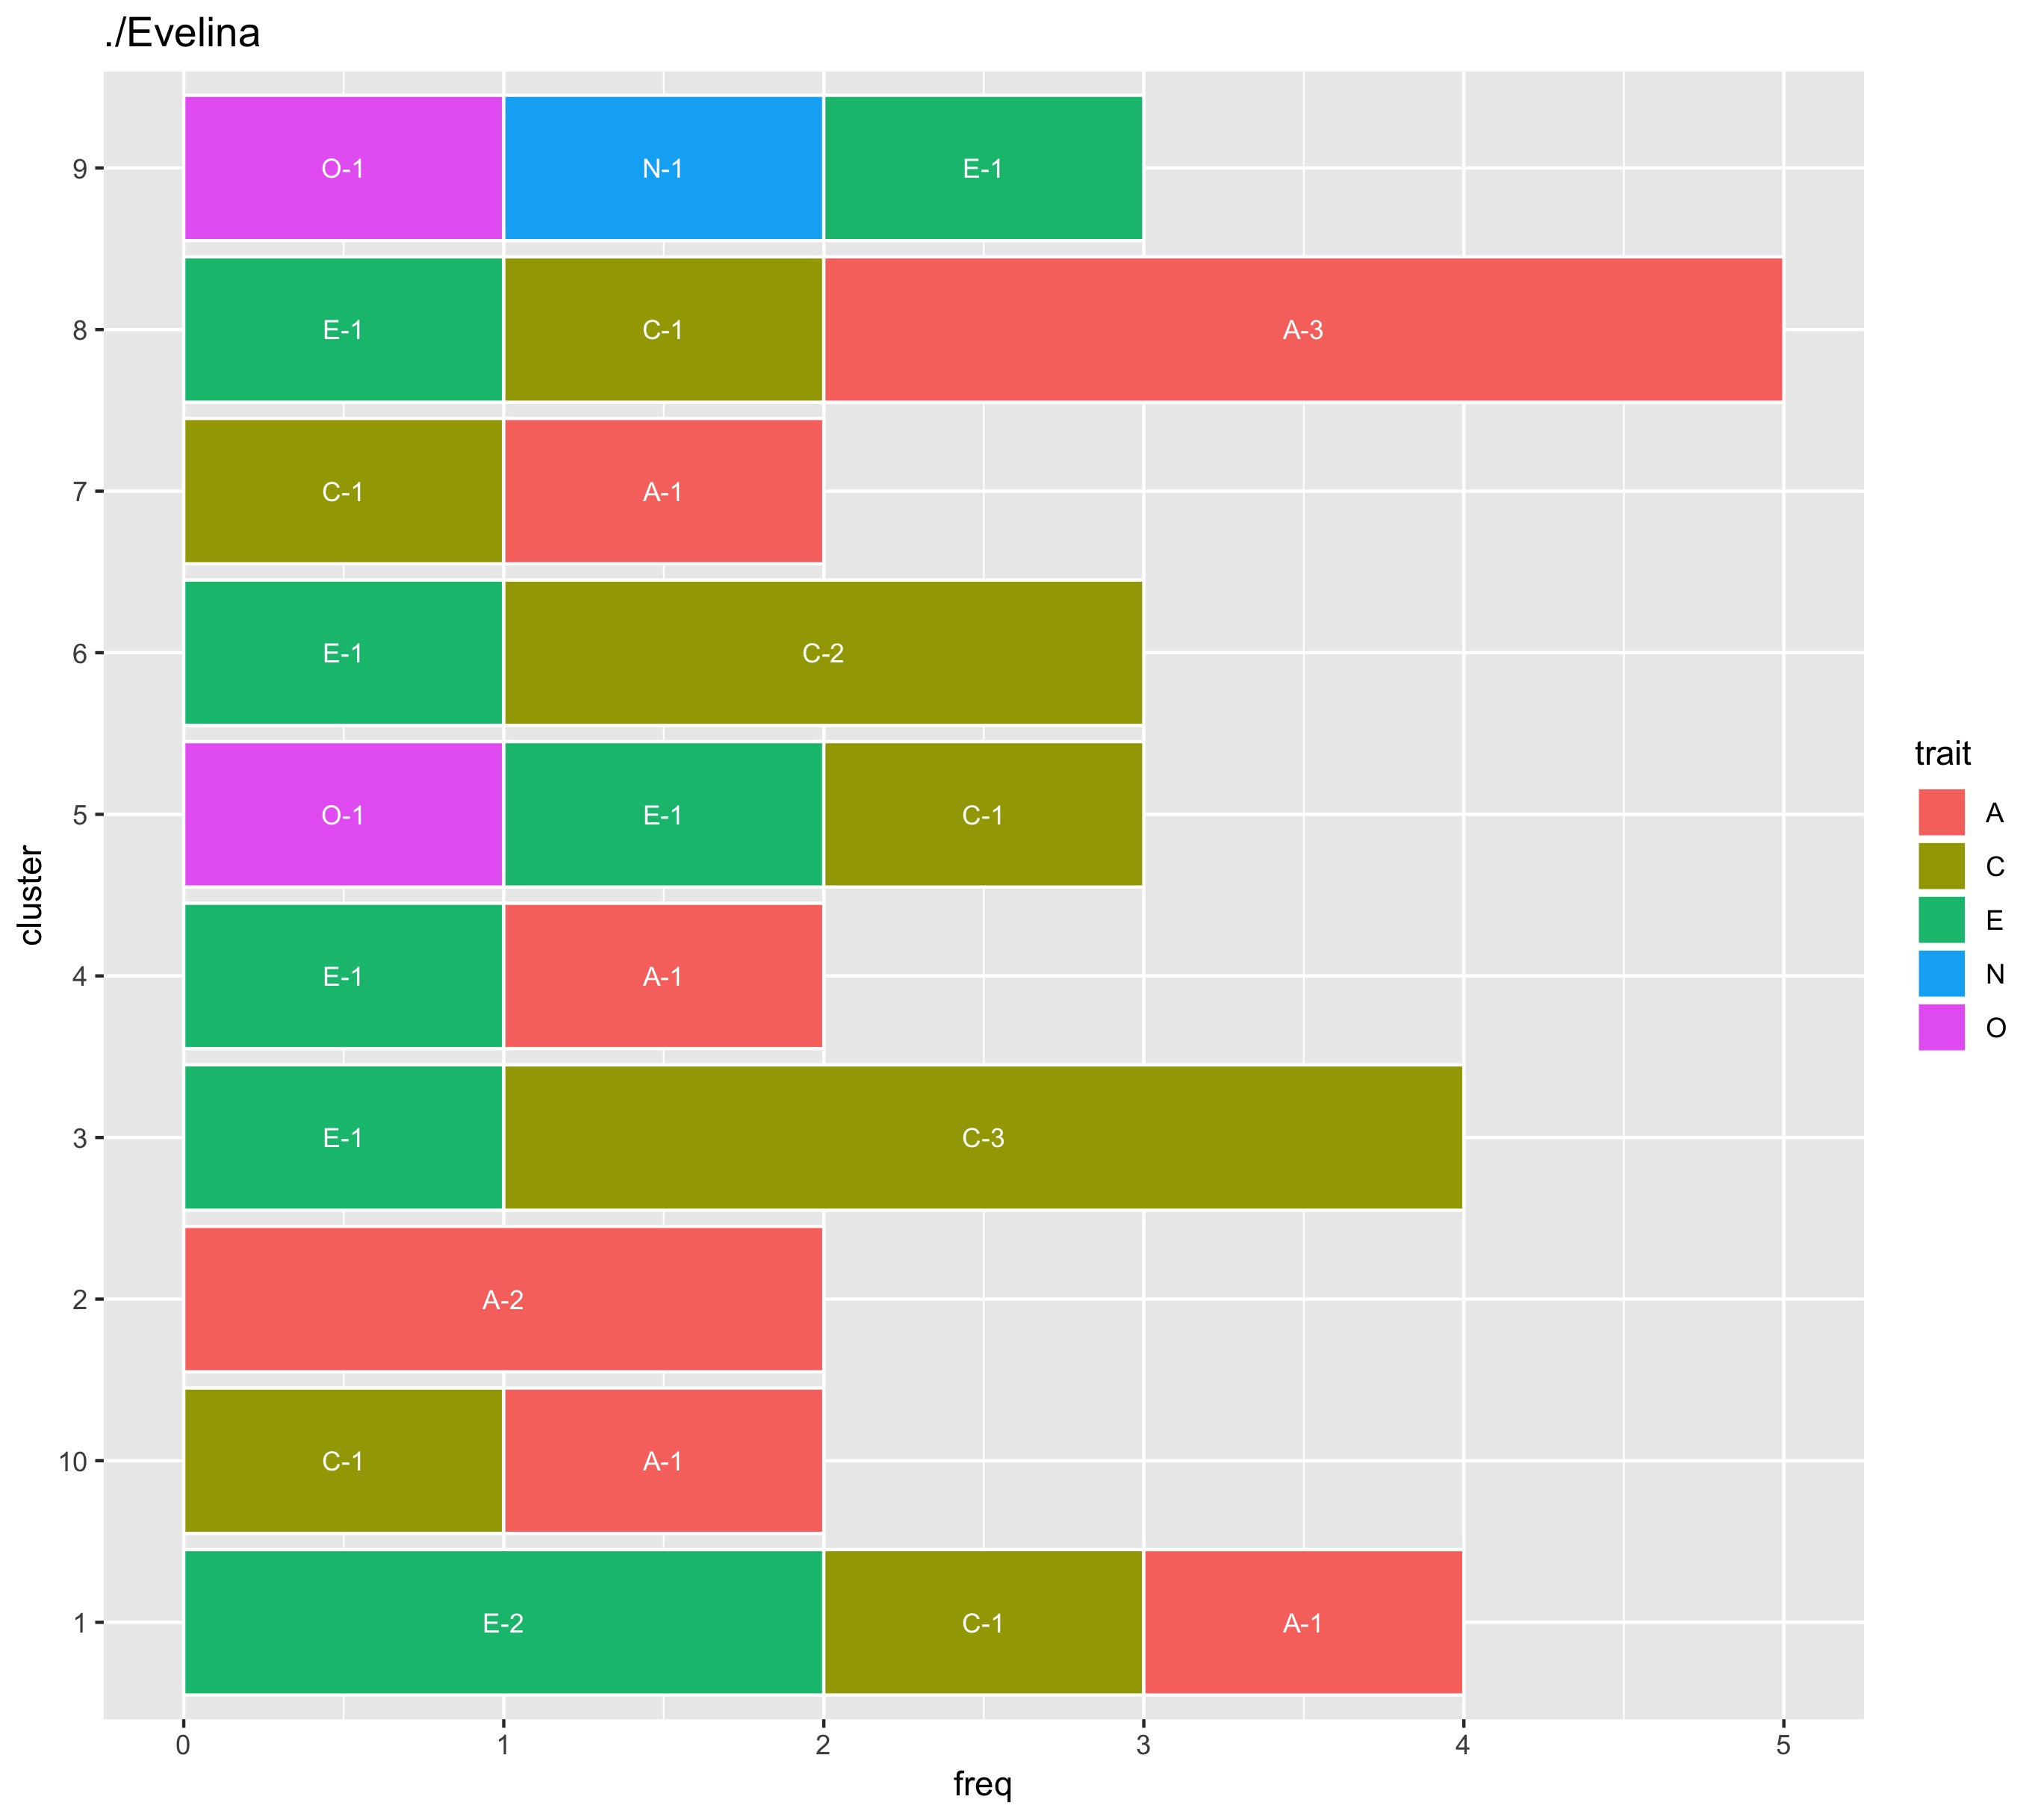 ./Evelina
9
O-1 N-1 E-1
8
E-1 C-1 A-3
7
C-1 A-1
6
E-1 C-2
5
O-1 E-1 C-1
4
E-1 A-1
3
E-1 C-3
2
A-2
10
C-1 A-1
1
E-2 C-1 A-1
0 1 2 3 4 5
freq
cluster
trait
A
C
E
N
O